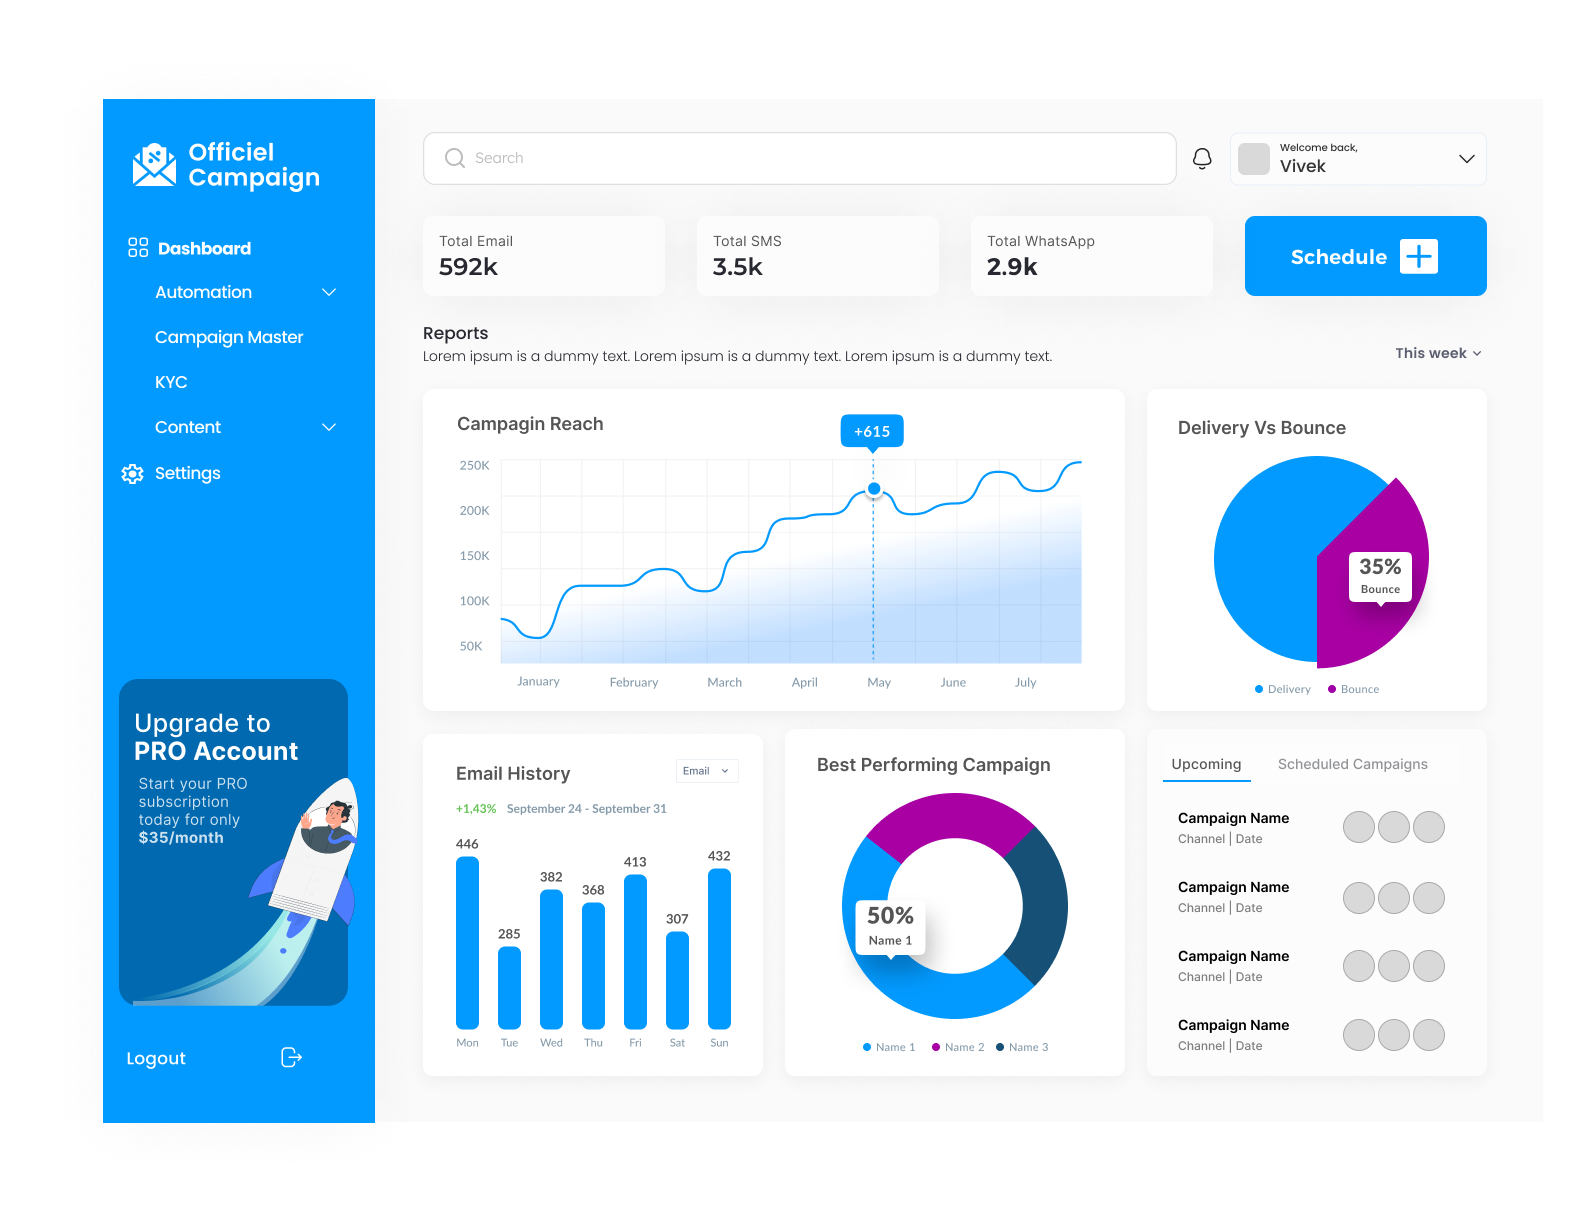 Officiel
Campaign
Dashboard
Automation
Campaign Master
KYC
Content
Settings
Upgrade to
PRO Account
Start your PRO
subscription
today for only
$35/month
Logout
Search
Welcome back,
Vivek
Total Email
592k
Total SMS
3.5k
Total WhatsApp
2.9k
Schedule
Reports
Lorem ipsum is a dummy text. Lorem ipsum is a dummy text. Lorem ipsum is a dummy text.
This week
Campagin Reach
+615
250K
200K
150K
100K
50K
January February March April May June July
Delivery Vs Bounce
35%
Bounce
Delivery Bounce
Email History
Email
+1,43% September 24 - September 31
446
285
382
368
413
307
432
Mon Tue Wed Thu Fri Sat Sun
Best Performing Campaign
50%
Name 1
Name 1 Name 2 Name 3
Upcoming Scheduled Campaigns
Campaign Name
Channel | Date
Campaign Name
Channel | Date
Campaign Name
Channel | Date
Campaign Name
Channel | Date